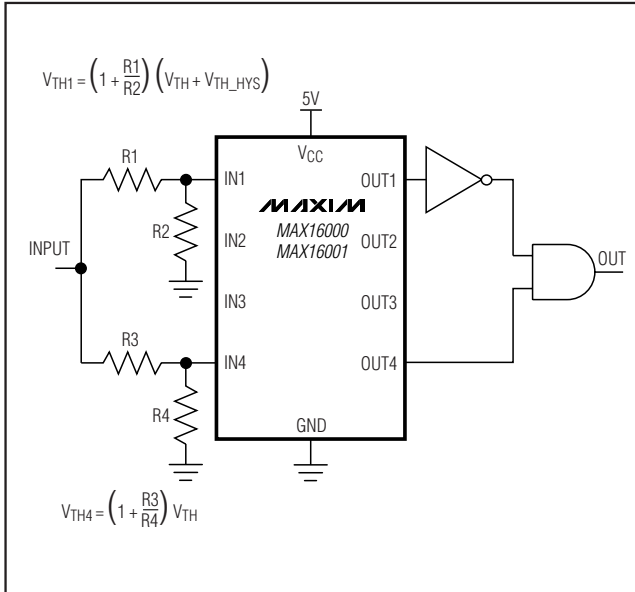 V_TH1 = (1 + R1/R2) (V_TH + V_TH_HYS)
5V
V_CC
R1
IN1
OUT1
MAXIM
MAX16000
MAX16001
R2
IN2
OUT2
INPUT
OUT
IN3
OUT3
R3
IN4
OUT4
R4
GND
V_TH4 = (1 + R3/R4) V_TH